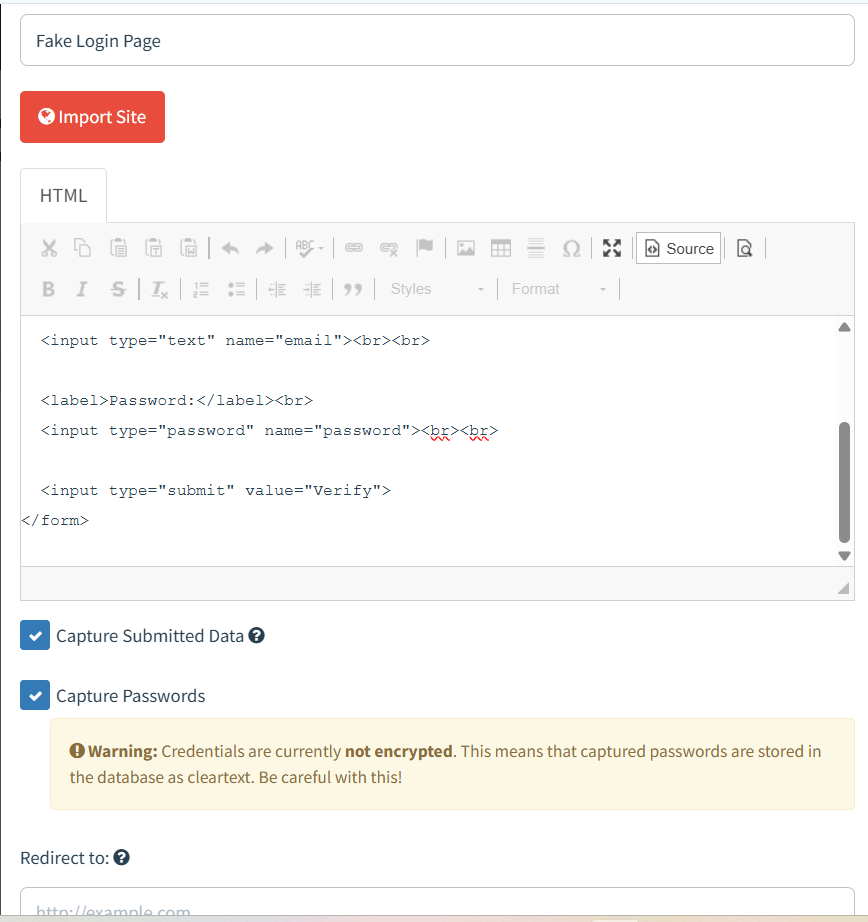 Fake Login Page
Import Site
HTML
ABC
Source
B I S Ix
Styles Format
<input type="text" name="email"><br><br>
<label>Password:</label><br>
<input type="password" name="password"><br><br>
<input type="submit" value="Verify">
</form>
Capture Submitted Data
Capture Passwords
Warning: Credentials are currently not encrypted. This means that captured passwords are stored in
the database as cleartext. Be careful with this!
Redirect to:
http://example.com